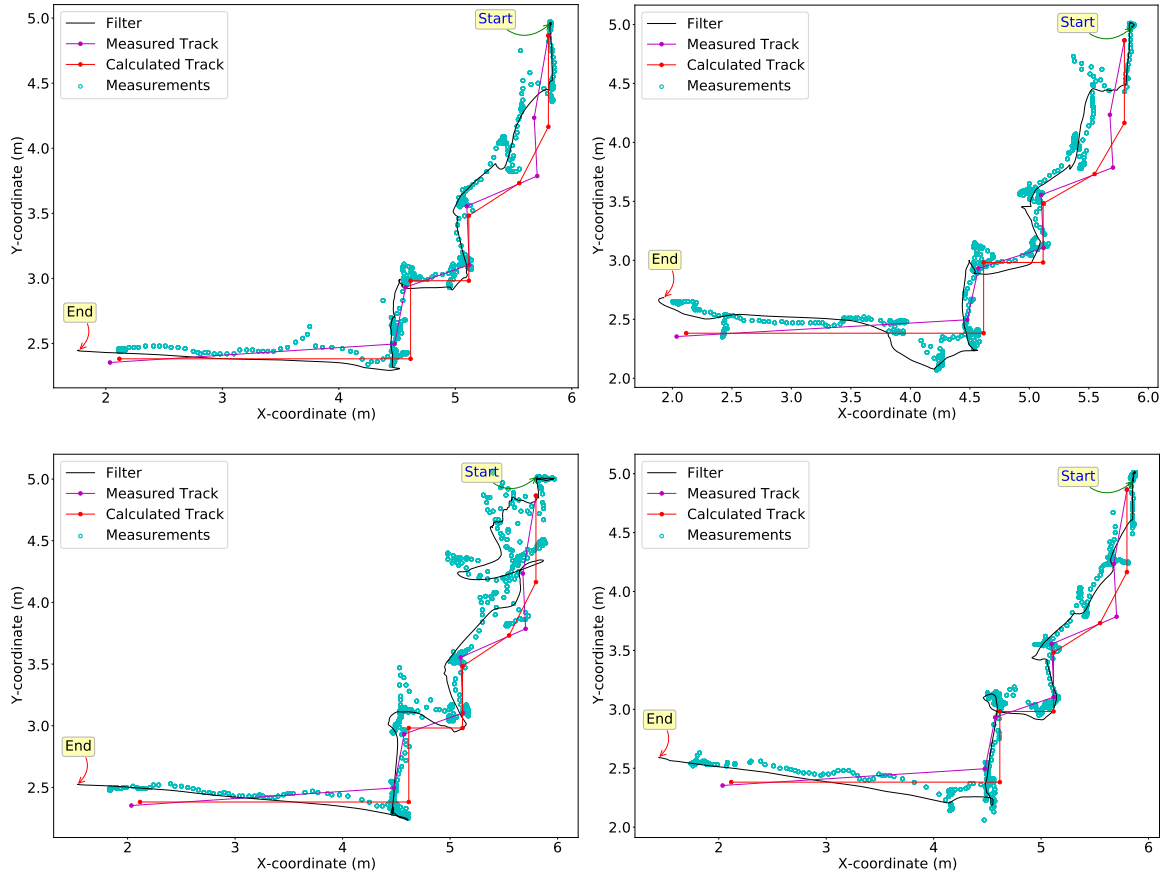 5.0
4.5
4.0
3.5
3.0
2.5
2
3
4
5
6
X-coordinate (m)
Y-coordinate (m)
Filter
Measured Track
Calculated Track
Measurements
Start
End
5.0
4.5
4.0
3.5
3.0
2.5
2.0
2.0
2.5
3.0
3.5
4.0
4.5
5.0
5.5
6.0
X-coordinate (m)
Y-coordinate (m)
Filter
Measured Track
Calculated Track
Measurements
Start
End
5.0
4.5
4.0
3.5
3.0
2.5
2
3
4
5
6
X-coordinate (m)
Y-coordinate (m)
Filter
Measured Track
Calculated Track
Measurements
Start
End
5.0
4.5
4.0
3.5
3.0
2.5
2.0
2
3
4
5
6
X-coordinate (m)
Y-coordinate (m)
Filter
Measured Track
Calculated Track
Measurements
Start
End